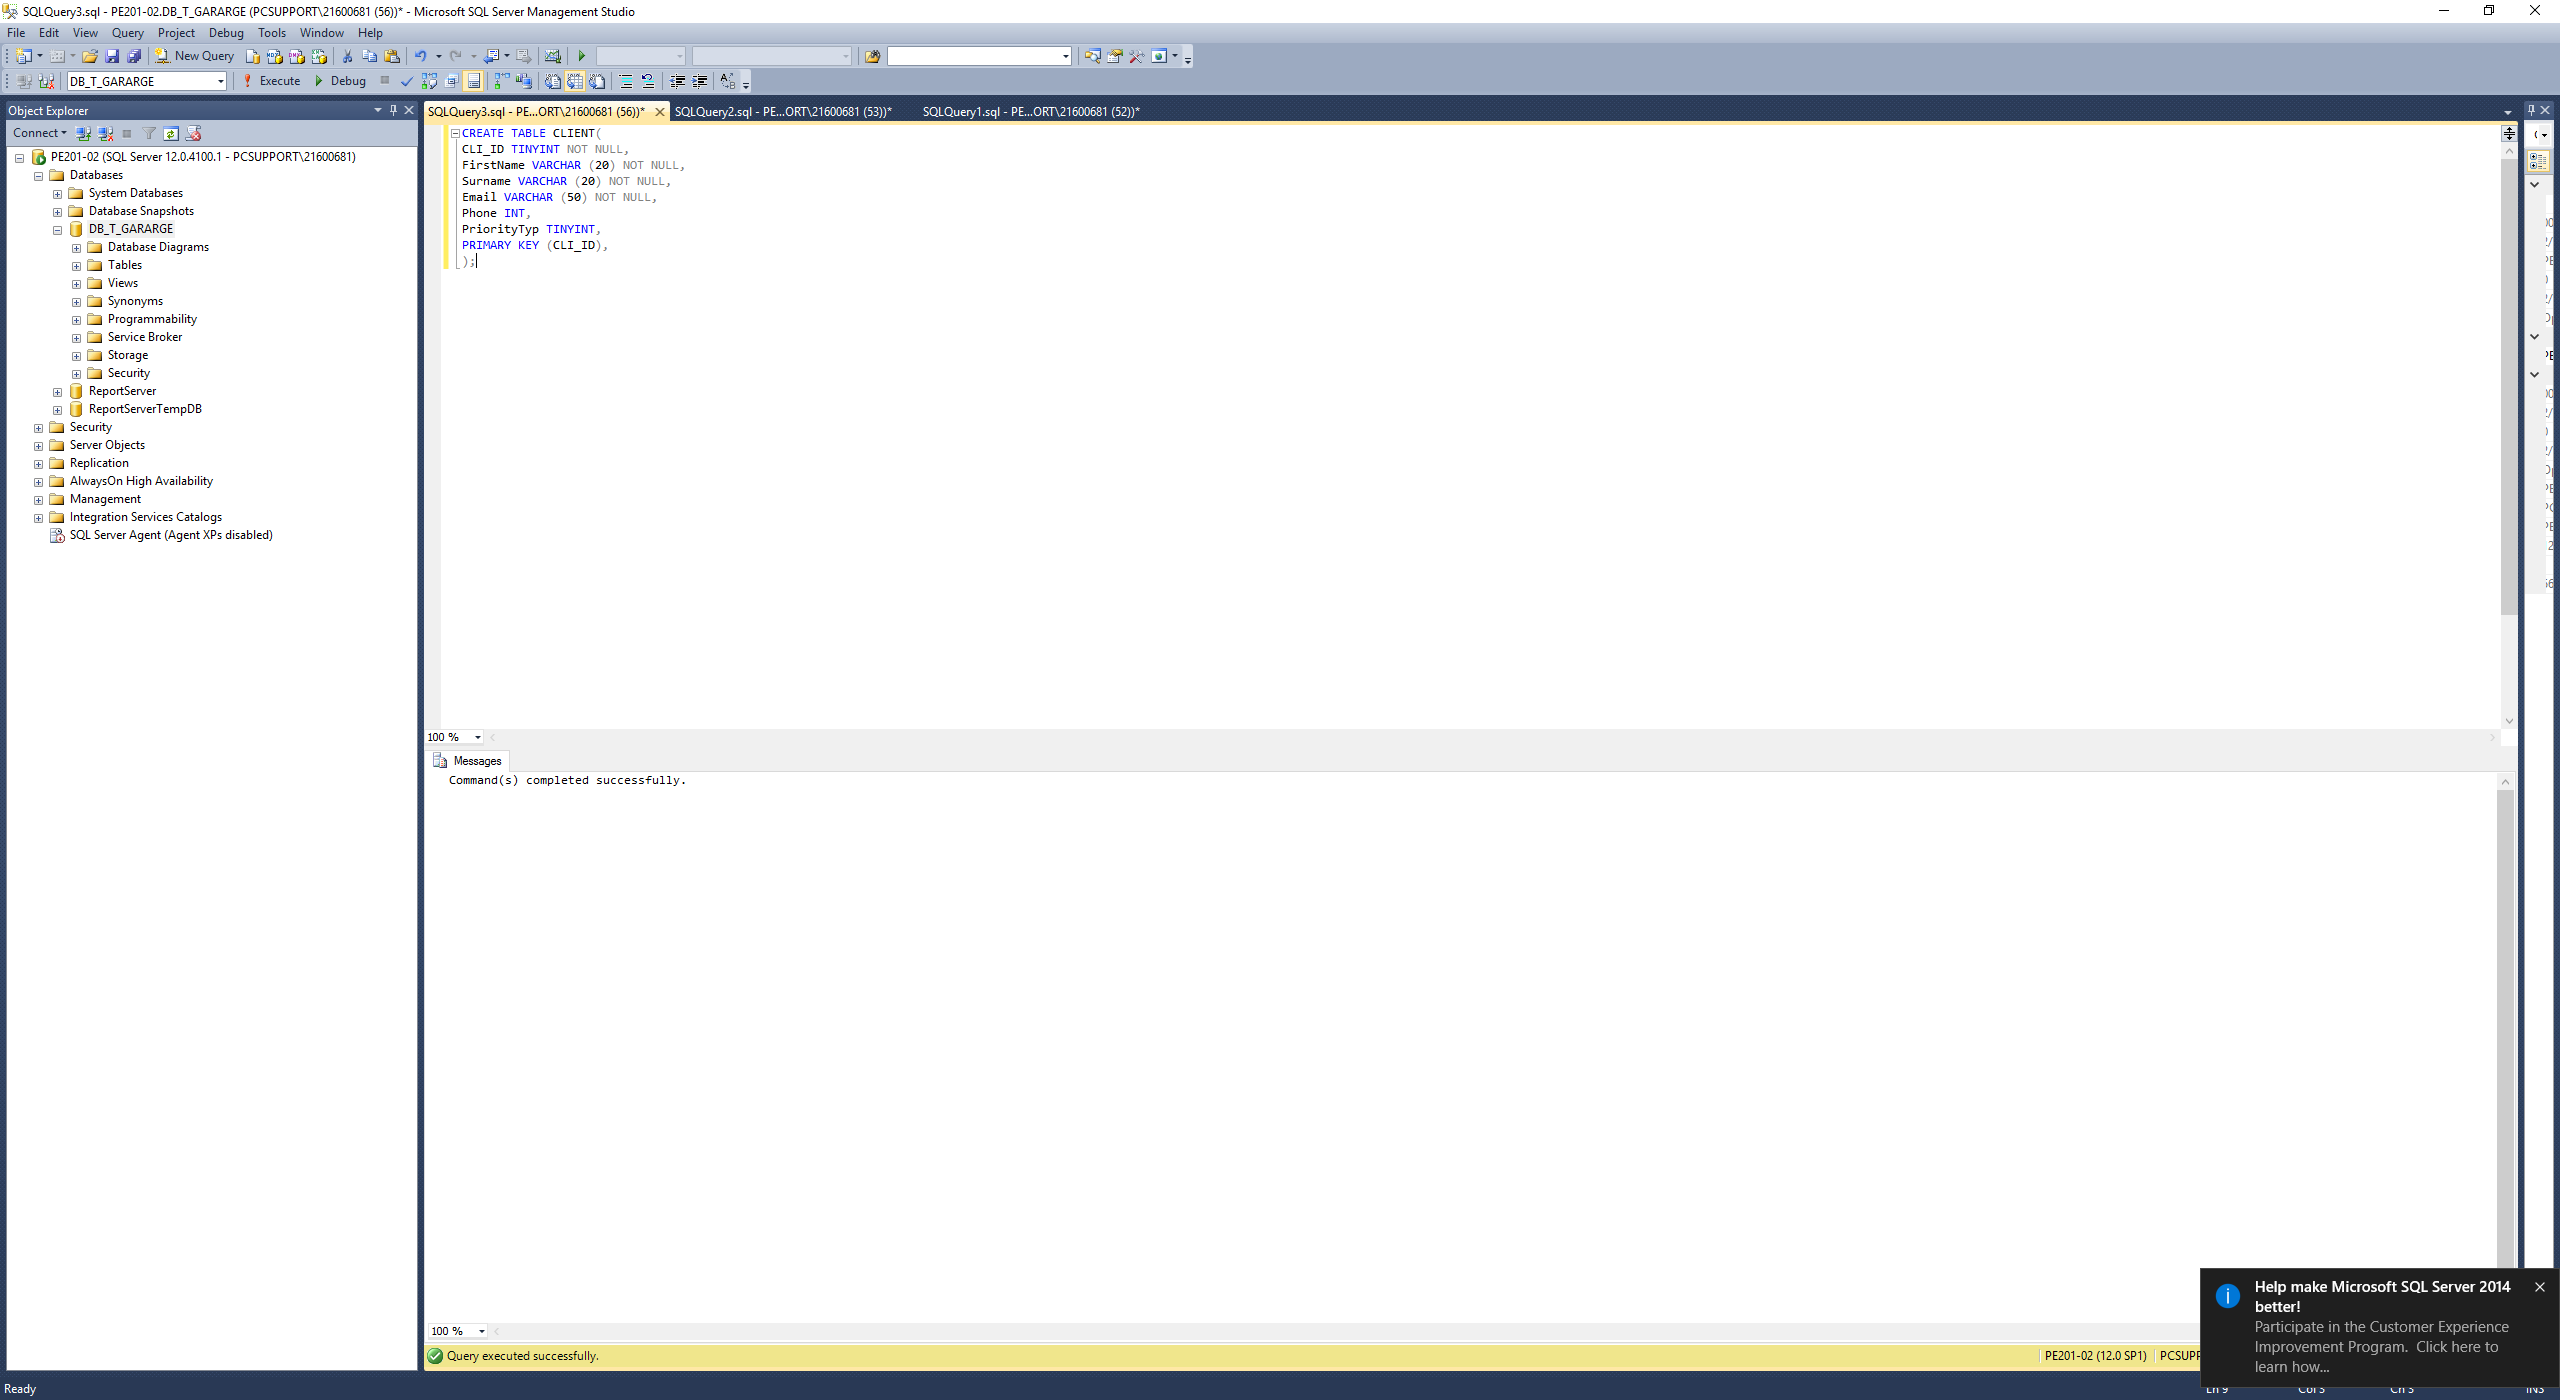 SQLQuery3.sql - PE201-02.DB_T_GARARGE (PCSUPPORT\21600681 (56))* - Microsoft SQL Server Management Studio
File Edit View Query Project Debug Tools Window Help
New Query
DB_T_GARARGE Execute Debug
Object Explorer
Connect
PE201-02 (SQL Server 12.0.4100.1 - PCSUPPORT\21600681)
Databases
System Databases
Database Snapshots
DB_T_GARARGE
Database Diagrams
Tables
Views
Synonyms
Programmability
Service Broker
Storage
Security
ReportServer
ReportServerTempDB
Security
Server Objects
Replication
AlwaysOn High Availability
Management
Integration Services Catalogs
SQL Server Agent (Agent XPs disabled)
SQLQuery3.sql - PE...ORT\21600681 (56))* SQLQuery2.sql - PE...ORT\21600681 (53))* SQLQuery1.sql - PE...ORT\21600681 (52))*
CREATE TABLE CLIENT(
CLI_ID TINYINT NOT NULL,
FirstName VARCHAR (20) NOT NULL,
Surname VARCHAR (20) NOT NULL,
Email VARCHAR (50) NOT NULL,
Phone INT,
PriorityTyp TINYINT,
PRIMARY KEY (CLI_ID),
);
100 %
Messages
Command(s) completed successfully.
100 %
Query executed successfully.
PE201-02 (12.0 SP1) PCSUPP
Help make Microsoft SQL Server 2014
better!
Participate in the Customer Experience
Improvement Program. Click here to
learn how...
Ready Ln 9 Col 3 Ch 3 INS